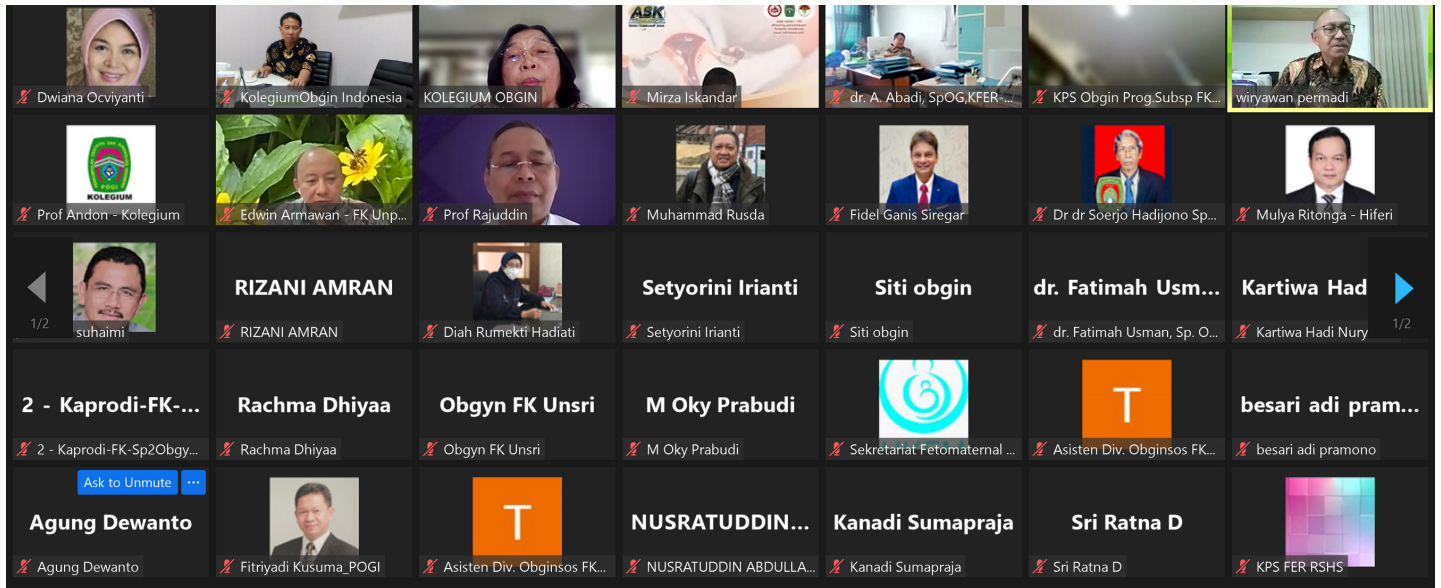 ASK
Dwiana Ocviyanti
KolegiumObgin Indonesia
KOLEGIUM OBGIN
Mirza Iskandar
dr. A. Abadi, SpOG,KFER-...
KPS Obgin Prog.Subsp FK...
wiryawan permadi
POGI
KOLEGIUM
Prof Andon - Kolegium
Edwin Armawan - FK Unp...
Prof Rajuddin
Muhammad Rusda
Fidel Ganis Siregar
Dr dr Soerjo Hadijono Sp...
Mulya Ritonga - Hiferi
1/2
suhaimi
RIZANI AMRAN
RIZANI AMRAN
Diah Rumekti Hadiati
Setyorini Irianti
Setyorini Irianti
Siti obgin
Siti obgin
dr. Fatimah Usm...
dr. Fatimah Usman, Sp. O...
Kartiwa Had
Kartiwa Hadi Nury
1/2
2 - Kaprodi-FK-...
2 - Kaprodi-FK-Sp2Obgy...
Rachma Dhiyaa
Rachma Dhiyaa
Obgyn FK Unsri
Obgyn FK Unsri
M Oky Prabudi
M Oky Prabudi
Sekretariat Fetomaternal ...
T
Asisten Div. Obginsos FK...
besari adi pram...
besari adi pramono
Ask to Unmute ...
Agung Dewanto
Agung Dewanto
Fitriyadi Kusuma_POGI
T
Asisten Div. Obginsos FK...
NUSRATUDDIN...
NUSRATUDDIN ABDULLA...
Kanadi Sumapraja
Kanadi Sumapraja
Sri Ratna D
Sri Ratna D
KPS FER RSHS